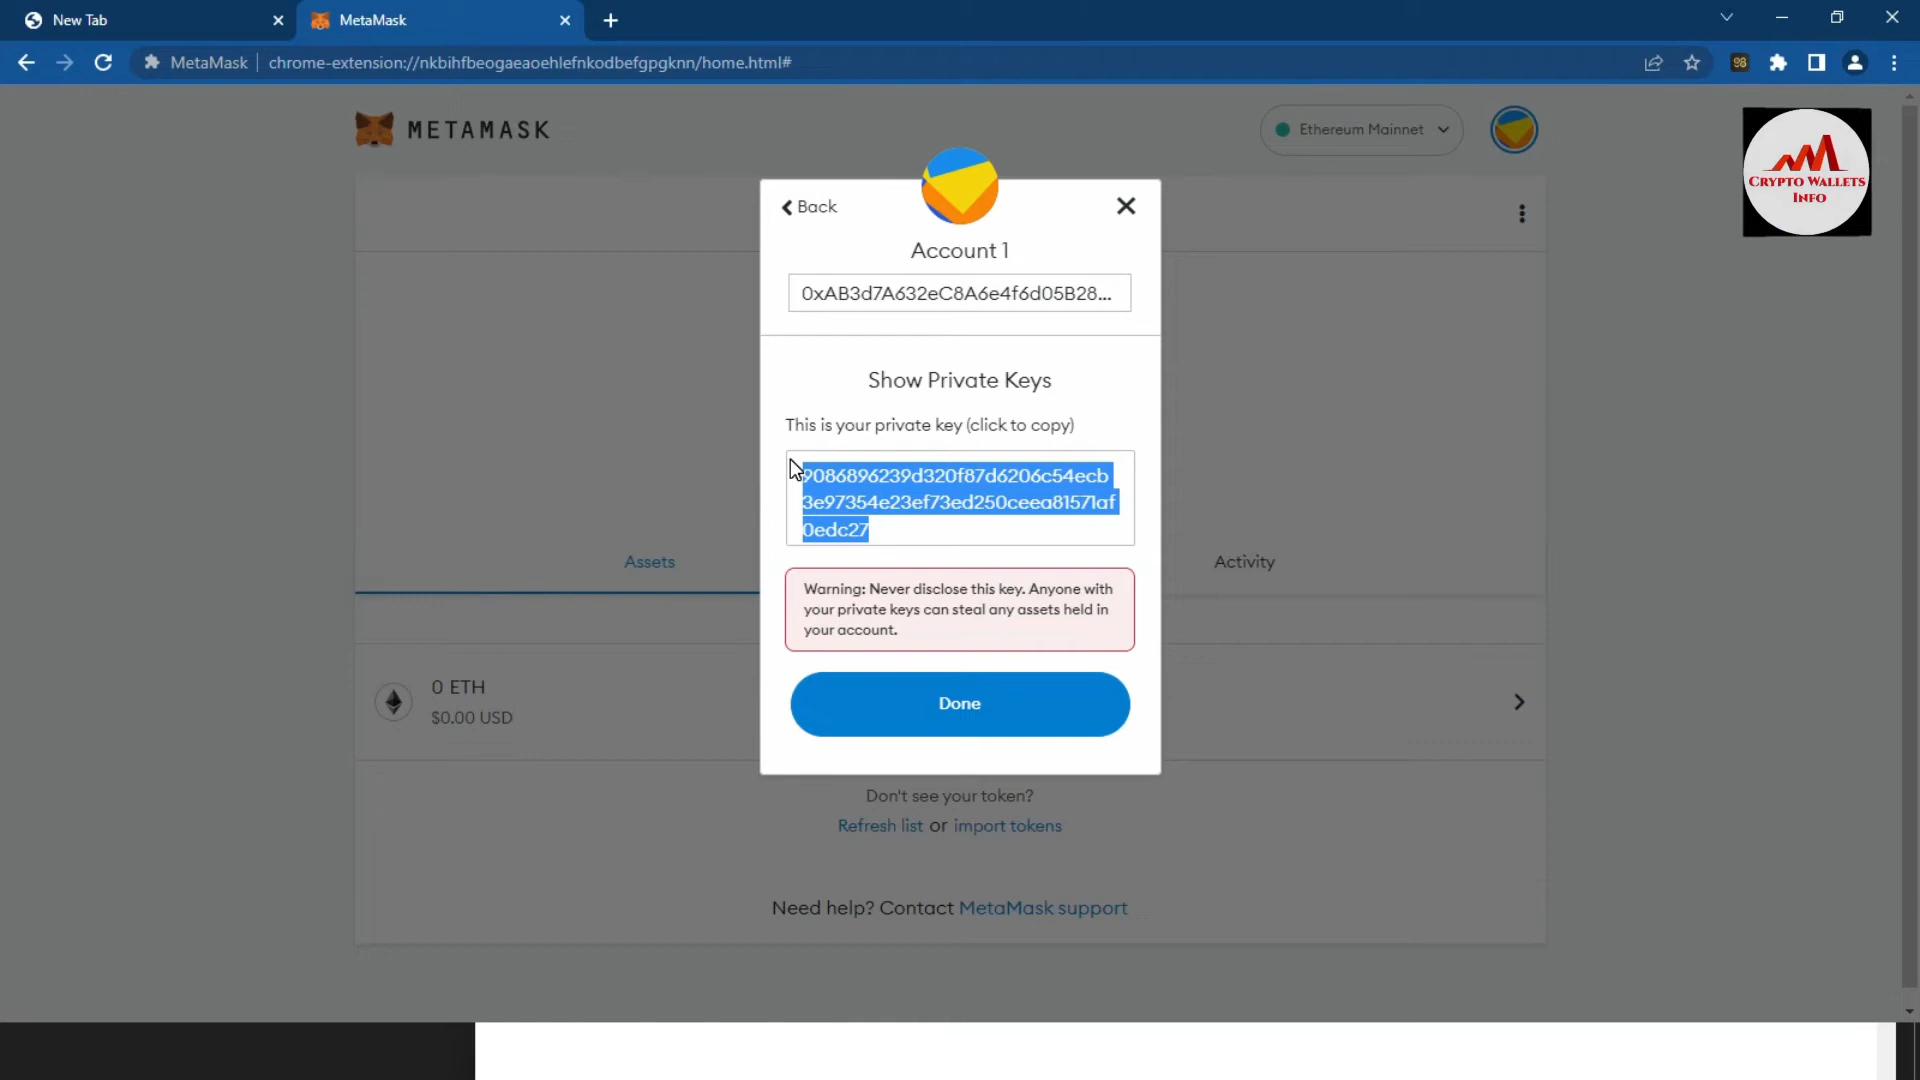 New Tab
MetaMask
MetaMask
chrome-extension://nkbihfbeogaeaoehlefnkodbefgpgknn/home.html#
98
METAMASK
Ethereum Mainnet
CRYPTO WALLETS
INFO
Back
Account 1
0xAB3d7A632eC8A6e4f6d05B28...
Show Private Keys
This is your private key (click to copy)
9086896239d320f87d6206c54ecb
3e97354e23ef73ed250ceea81571af
0edc27
Assets
Activity
Warning: Never disclose this key. Anyone with
your private keys can steal any assets held in
your account.
0 ETH
$0.00 USD
Done
Don't see your token?
Refresh list or import tokens
Need help? Contact MetaMask support